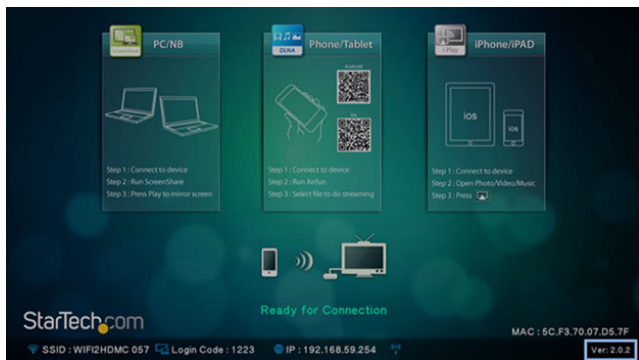 PC/NB
ScreenShare
Step 1 : Connect to device
Step 2 : Run ScreenShare
Step 3 : Press Play to mirror screen
Phone/Tablet
DLNA
Android
iOS
Step 1 : Connect to device
Step 2 : Run Airfun
Step 3 : Select file to do streaming
iPhone/iPAD
i-Play
iOS
iOS
Step 1 : Connect to device
Step 2 : Open Photo/Video/Music
Step 3 : Press
Ready for Connection
StarTech.com
MAC : 5C.F3.70.07.D5.7F
SSID : WIFI2HDMC 057 Login Code : 1223 IP : 192.168.59.254 Ver: 2.0.2